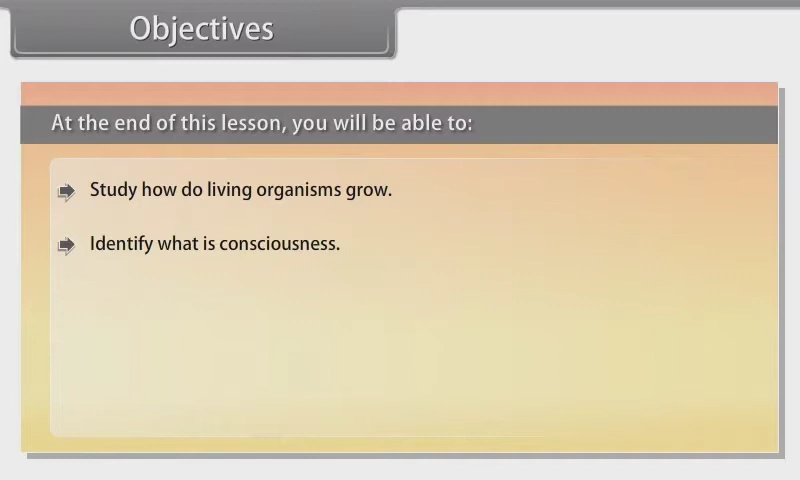 Objectives
At the end of this lesson, you will be able to:
Study how do living organisms grow.
Identify what is consciousness.